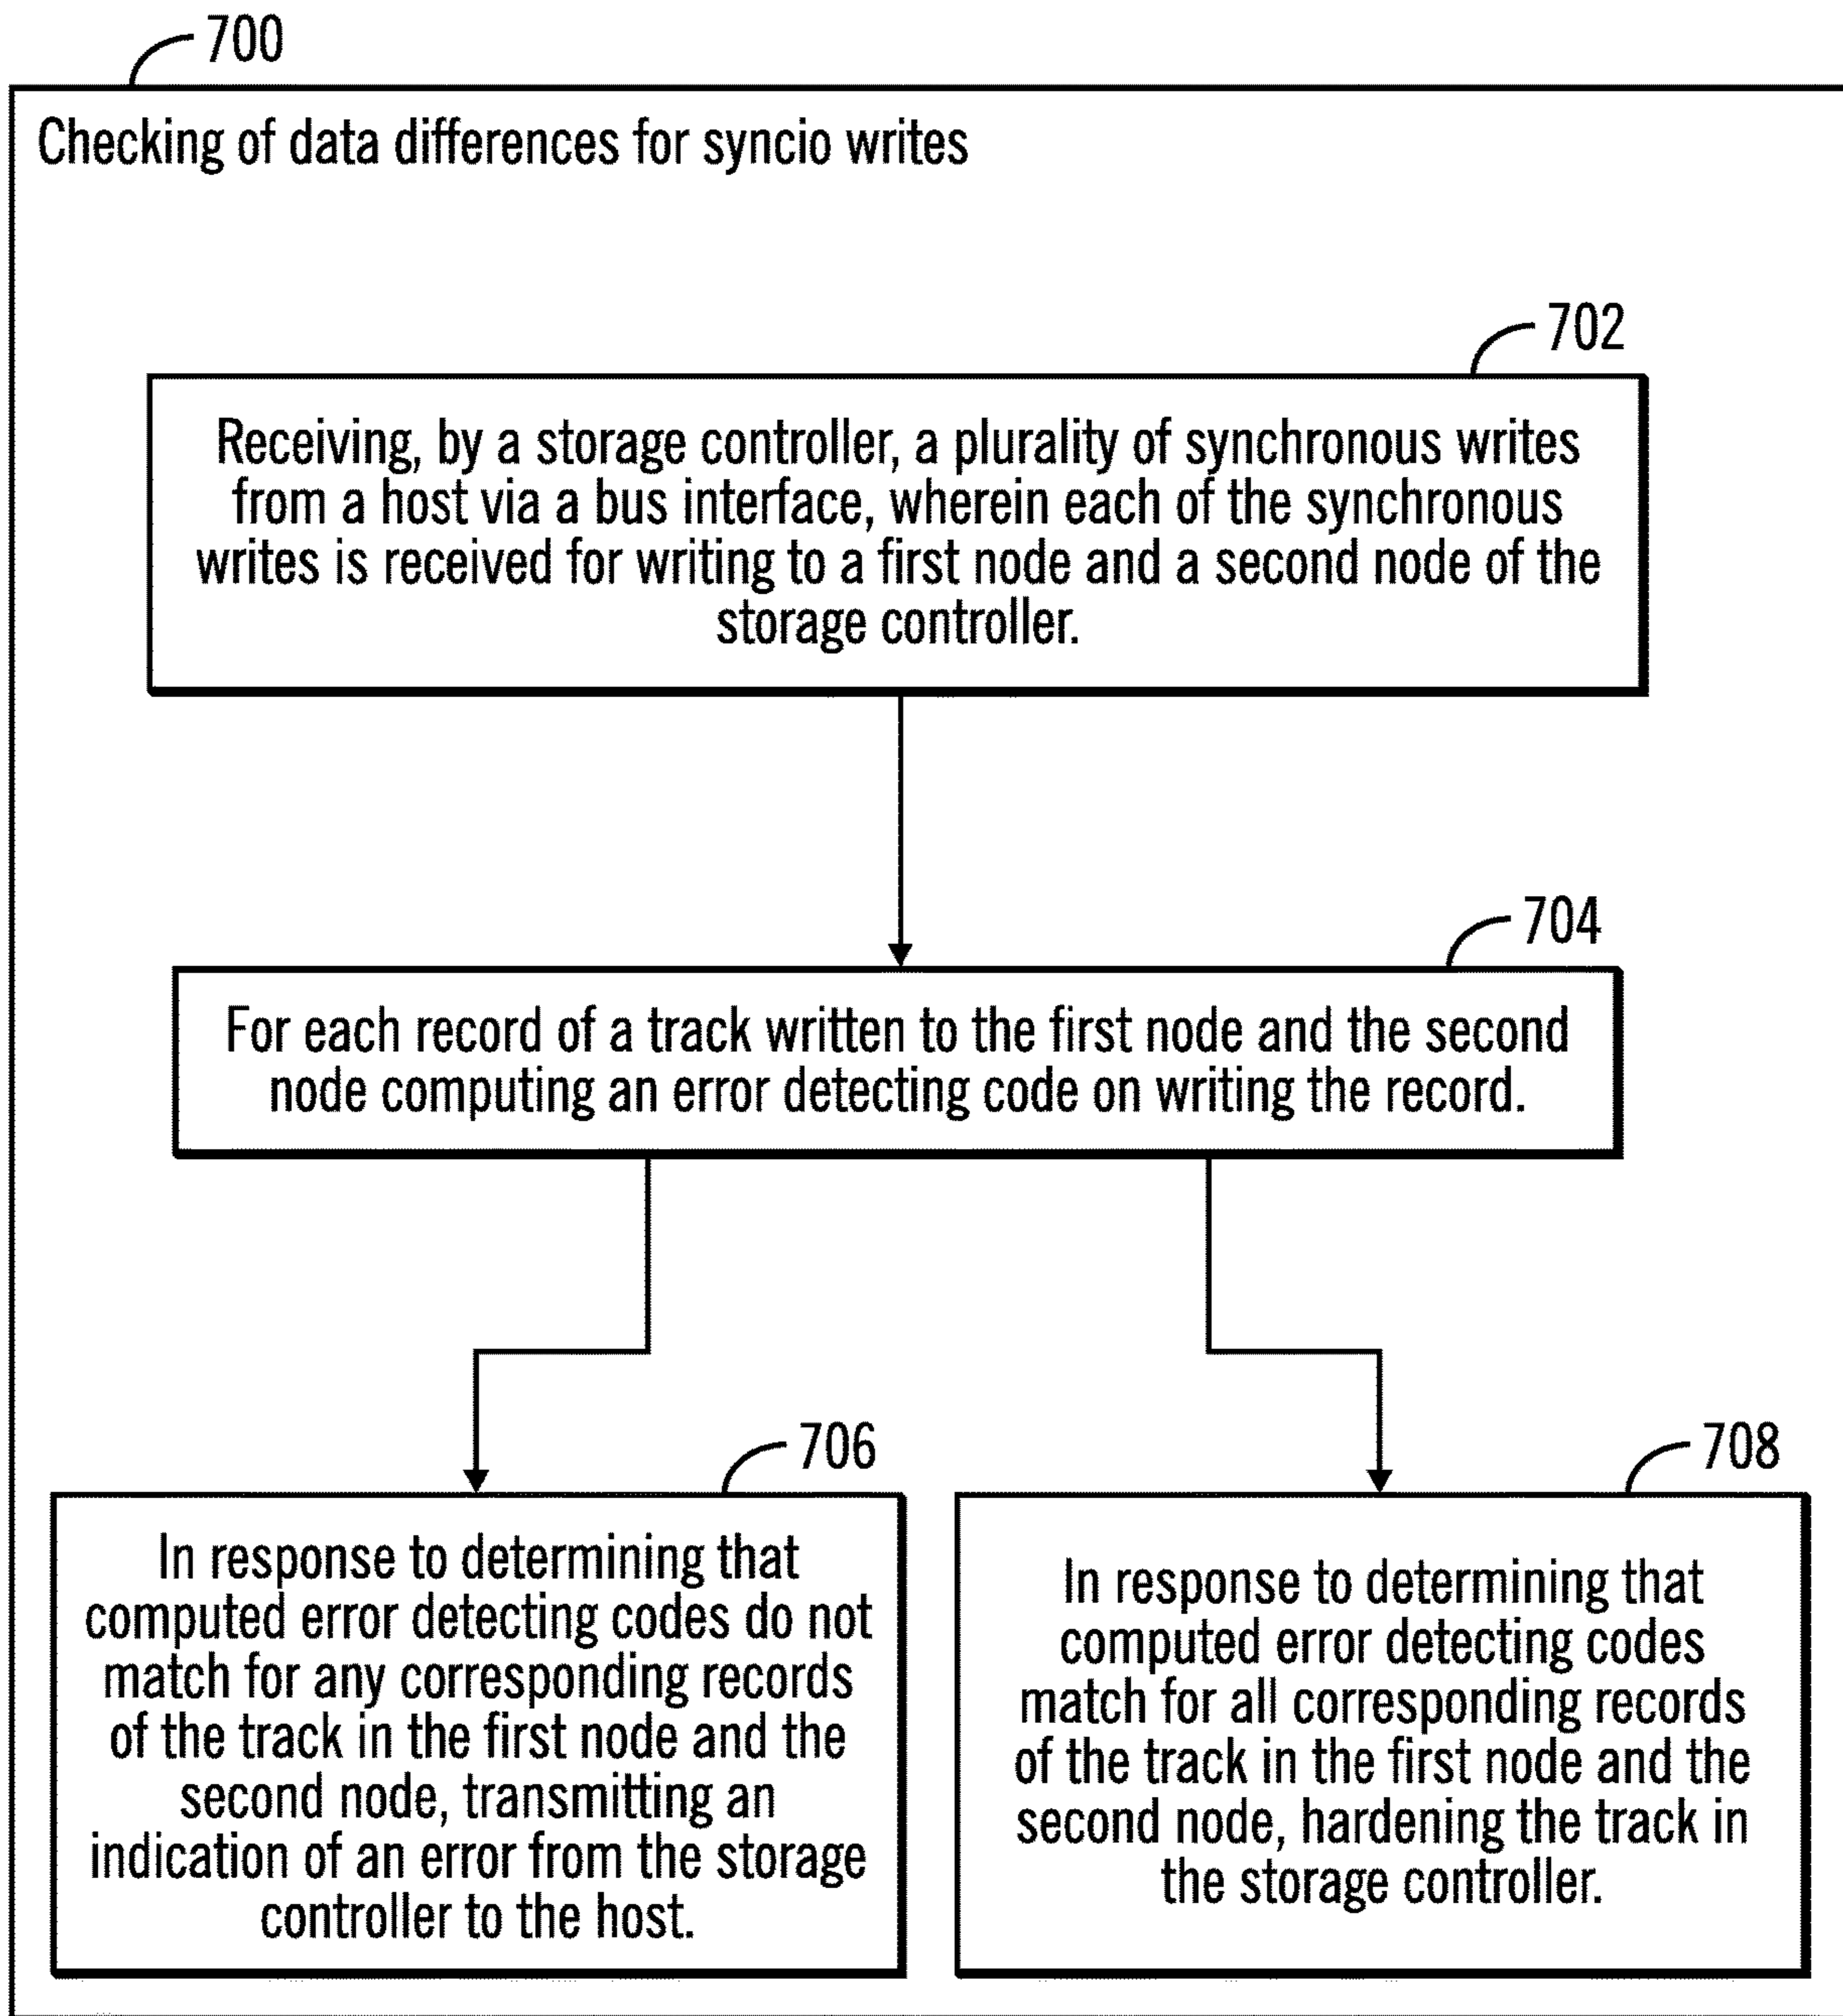 700
Checking of data differences for syncio writes
702
Receiving, by a storage controller, a plurality of synchronous writes
from a host via a bus interface, wherein each of the synchronous
writes is received for writing to a first node and a second node of the
storage controller.
704
For each record of a track written to the first node and the second
node computing an error detecting code on writing the record.
706
In response to determining that
computed error detecting codes do not
match for any corresponding records
of the track in the first node and the
second node, transmitting an
indication of an error from the storage
controller to the host.
708
In response to determining that
computed error detecting codes
match for all corresponding records
of the track in the first node and the
second node, hardening the track in
the storage controller.